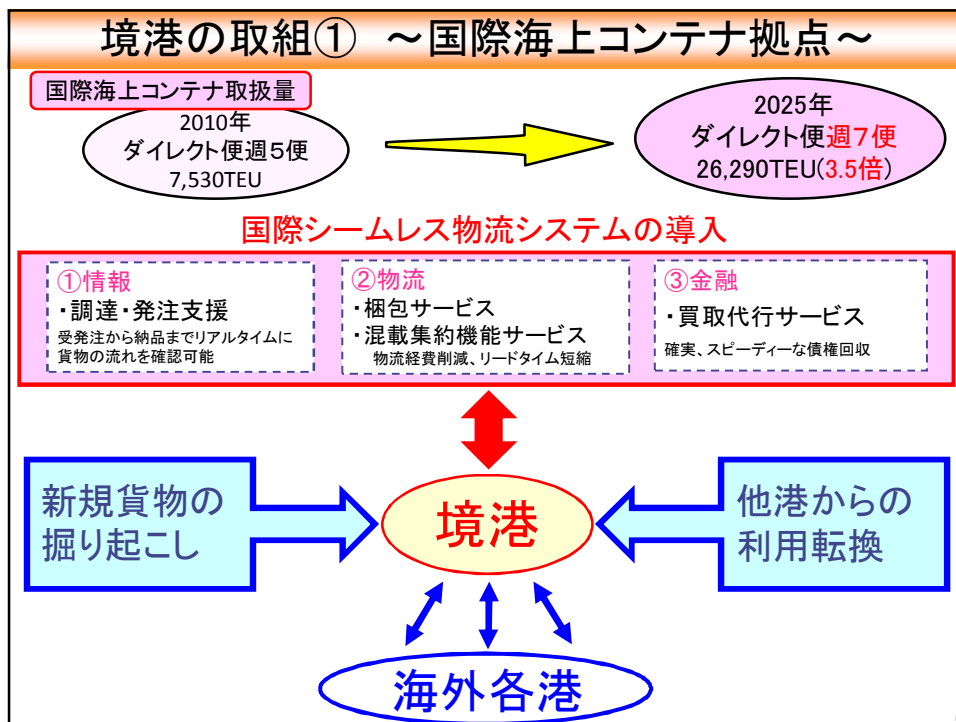 境港の取組① ～国際海上コンテナ拠点～
国際海上コンテナ取扱量
2010年
ダイレクト便週５便
7,530TEU
2025年
ダイレクト便週７便
26,290TEU(3.5倍)
国際シームレス物流システムの導入
①情報
・調達・発注支援
受発注から納品までリアルタイムに
貨物の流れを確認可能
②物流
・梱包サービス
・混載集約機能サービス
物流経費削減、リードタイム短縮
③金融
・買取代行サービス
確実、スピーディーな債権回収
新規貨物の
掘り起こし
境港
他港からの
利用転換
海外各港